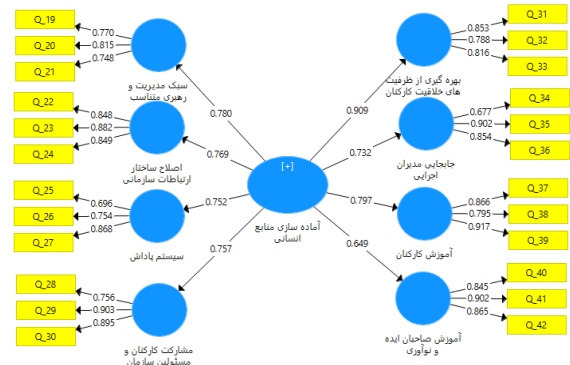 Q_19
0.770
Q_20
0.815
Q_21
0.748
سبک مدیریت و
رهبری متناسب
0.780
Q_22
0.848
Q_23
0.882
Q_24
0.849
اصلاح ساختار
ارتباطات سازمانی
0.769
Q_25
0.696
Q_26
0.754
Q_27
0.868
سیستم پاداش
0.752
Q_28
0.756
Q_29
0.903
Q_30
0.895
مشارکت کارکنان و
مسئولین سازمان
0.757
[+]
آماده سازی منابع
انسانی
Q_31
0.853
Q_32
0.788
Q_33
0.816
بهره گیری از ظرفیت
های خلاقیت کارکنان
0.909
Q_34
0.677
Q_35
0.902
Q_36
0.854
جابجایی مدیران
اجرایی
0.732
Q_37
0.866
Q_38
0.795
Q_39
0.917
آموزش کارکنان
0.797
Q_40
0.845
Q_41
0.902
Q_42
0.865
آموزش صاحبان ایده
و نوآوری
0.649